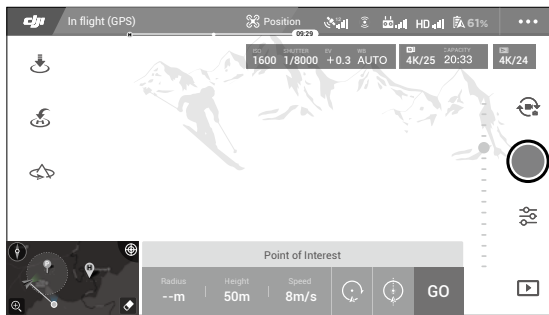 dji
In flight (GPS)
Position
HD
61%
09:29
ISO SHUTTER EV WB
1600 1/8000 +0.3 AUTO
CAPACITY
4K/25 20:33
4K/24
H
P
H
Point of Interest
Radius Height Speed
--m 50m 8m/s
GO